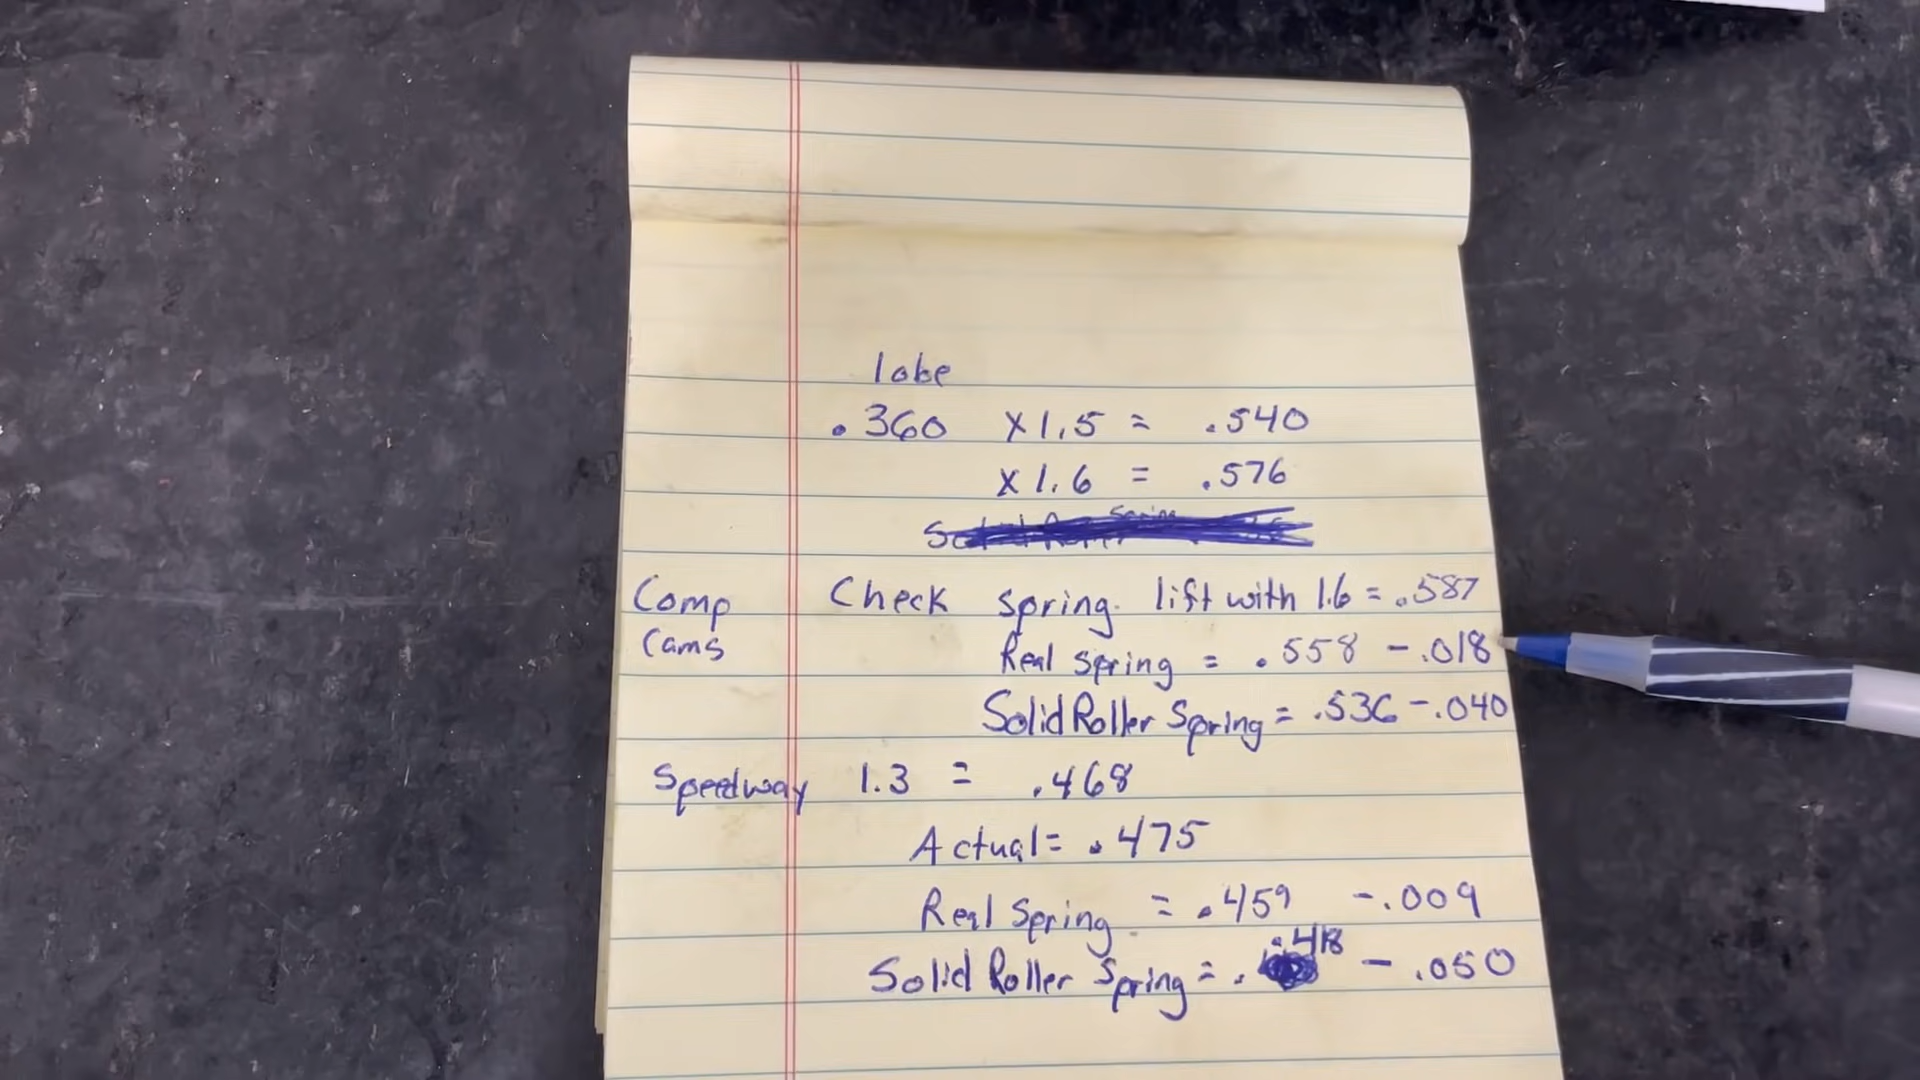 lobe
.360 x1.5 = .540
x1.6 = .576
Comp Cams
Check spring lift with 1.6 = .587
Real spring = .558 -.018
Solid Roller Spring = .536 -.040
Speedway 1.3 = .468
Actual = .475
Real Spring = .459 -.009
Solid Roller Spring = .418 - .050